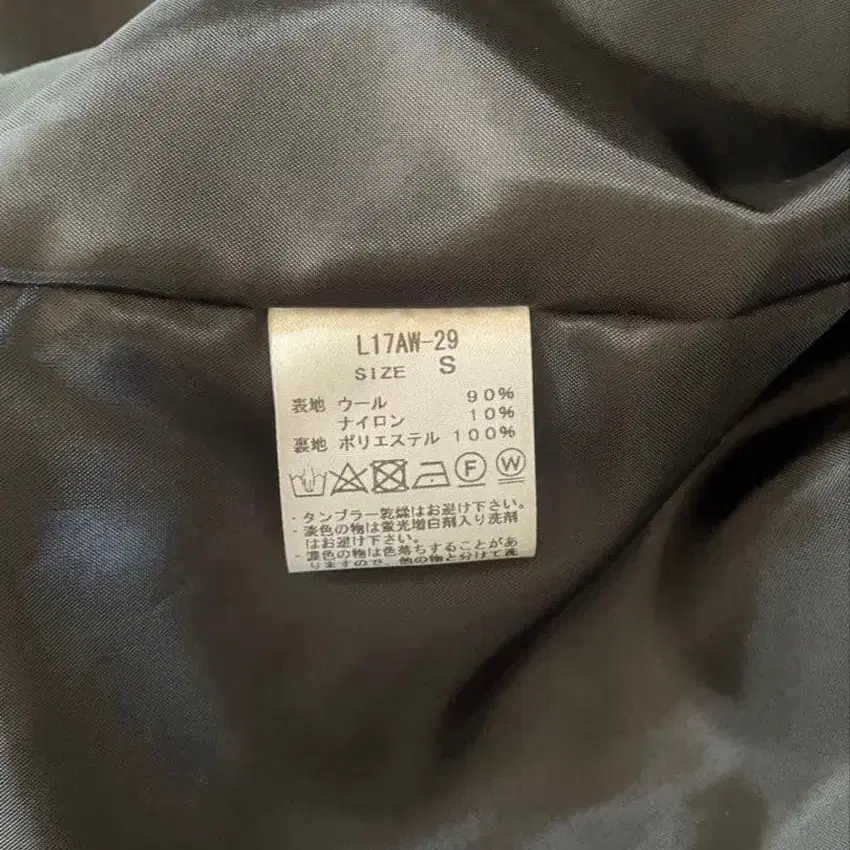 L17AW-29
SIZE S
表地 ウール 90%
ナイロン 10%
裏地 ポリエステル 100%
F W
・タンブラー乾燥はお避け下さい。
・淡色の物は蛍光増白剤入り洗剤
はお避け下さい。
・濃色の物は色落ちすることがあ
りますので、他の物と分けて洗